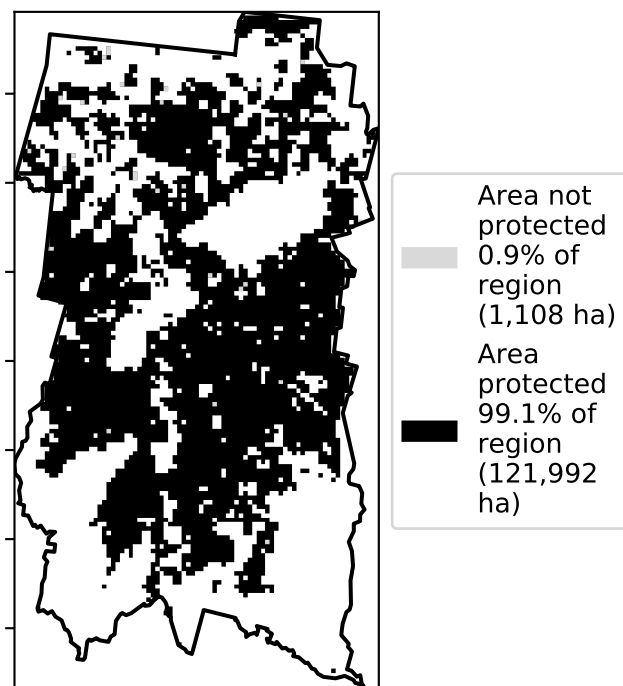 Area not
protected
0.9% of
region
(1,108 ha)
Area
protected
99.1% of
region
(121,992
ha)